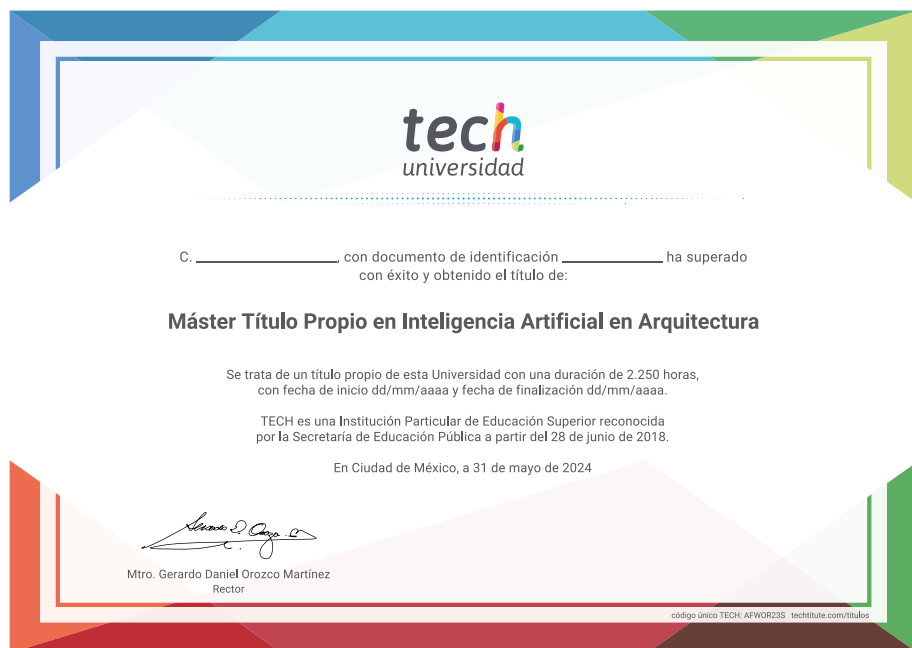 tech
universidad
C. ____________________, con documento de identificación ______________ ha superado
con éxito y obtenido el título de:
Máster Título Propio en Inteligencia Artificial en Arquitectura
Se trata de un título propio de esta Universidad con una duración de 2.250 horas,
con fecha de inicio dd/mm/aaaa y fecha de finalización dd/mm/aaaa.
TECH es una Institución Particular de Educación Superior reconocida
por la Secretaría de Educación Pública a partir del 28 de junio de 2018.
En Ciudad de México, a 31 de mayo de 2024
Mtro. Gerardo Daniel Orozco Martínez
Rector
código único TECH: AFWOR23S techtitute.com/titulos